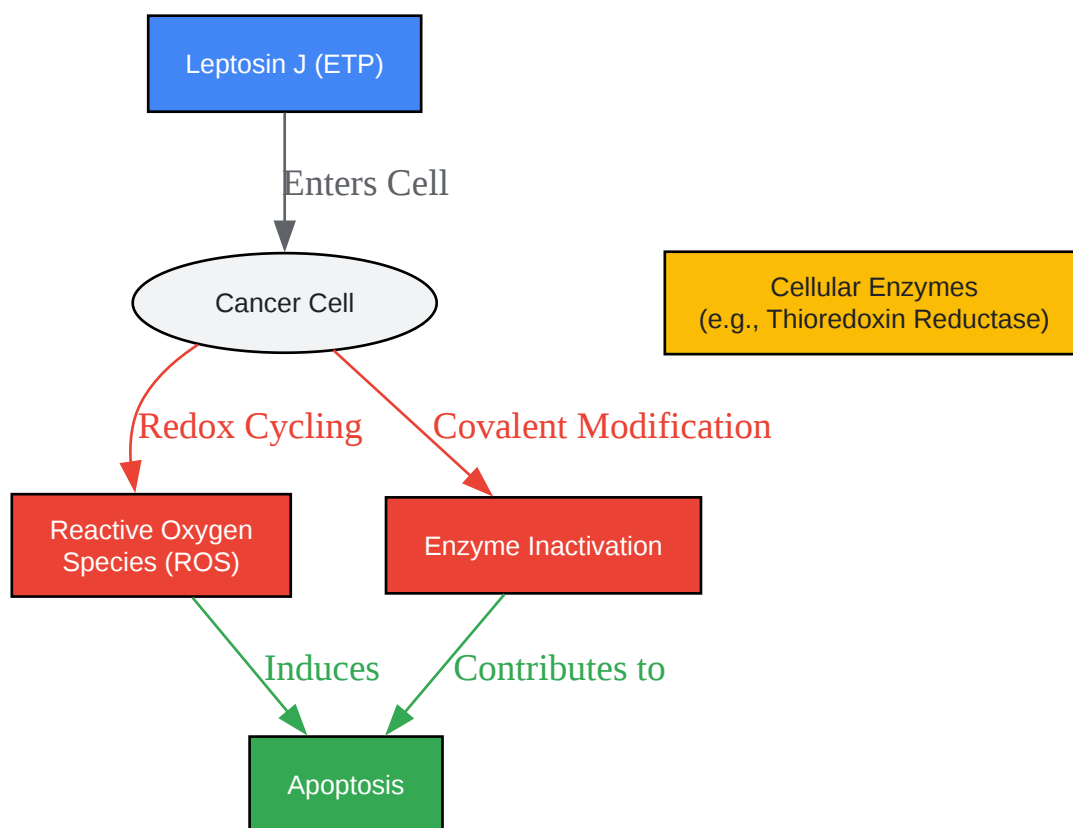 Leptosin J (ETP)
Enters Cell
Cancer Cell
Cellular Enzymes
(e.g., Thioredoxin Reductase)
Redox Cycling
Covalent Modification
Reactive Oxygen
Species (ROS)
Enzyme Inactivation
Induces
Contributes to
Apoptosis